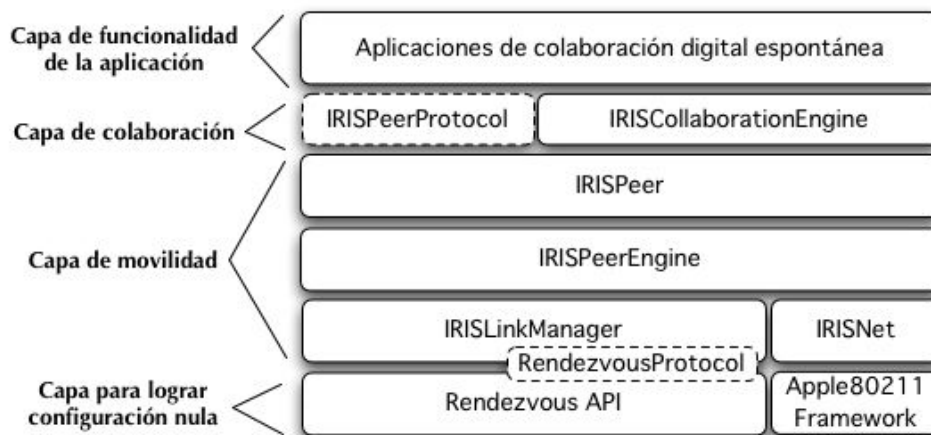 Capa de funcionalidad
de la aplicación
Aplicaciones de colaboración digital espontánea
Capa de colaboración
IRISPeerProtocol
IRISCollaborationEngine
IRISPeer
Capa de movilidad
IRISPeerEngine
IRISLinkManager
IRISNet
RendezvousProtocol
Capa para lograr
configuración nula
Rendezvous API
Apple80211
Framework